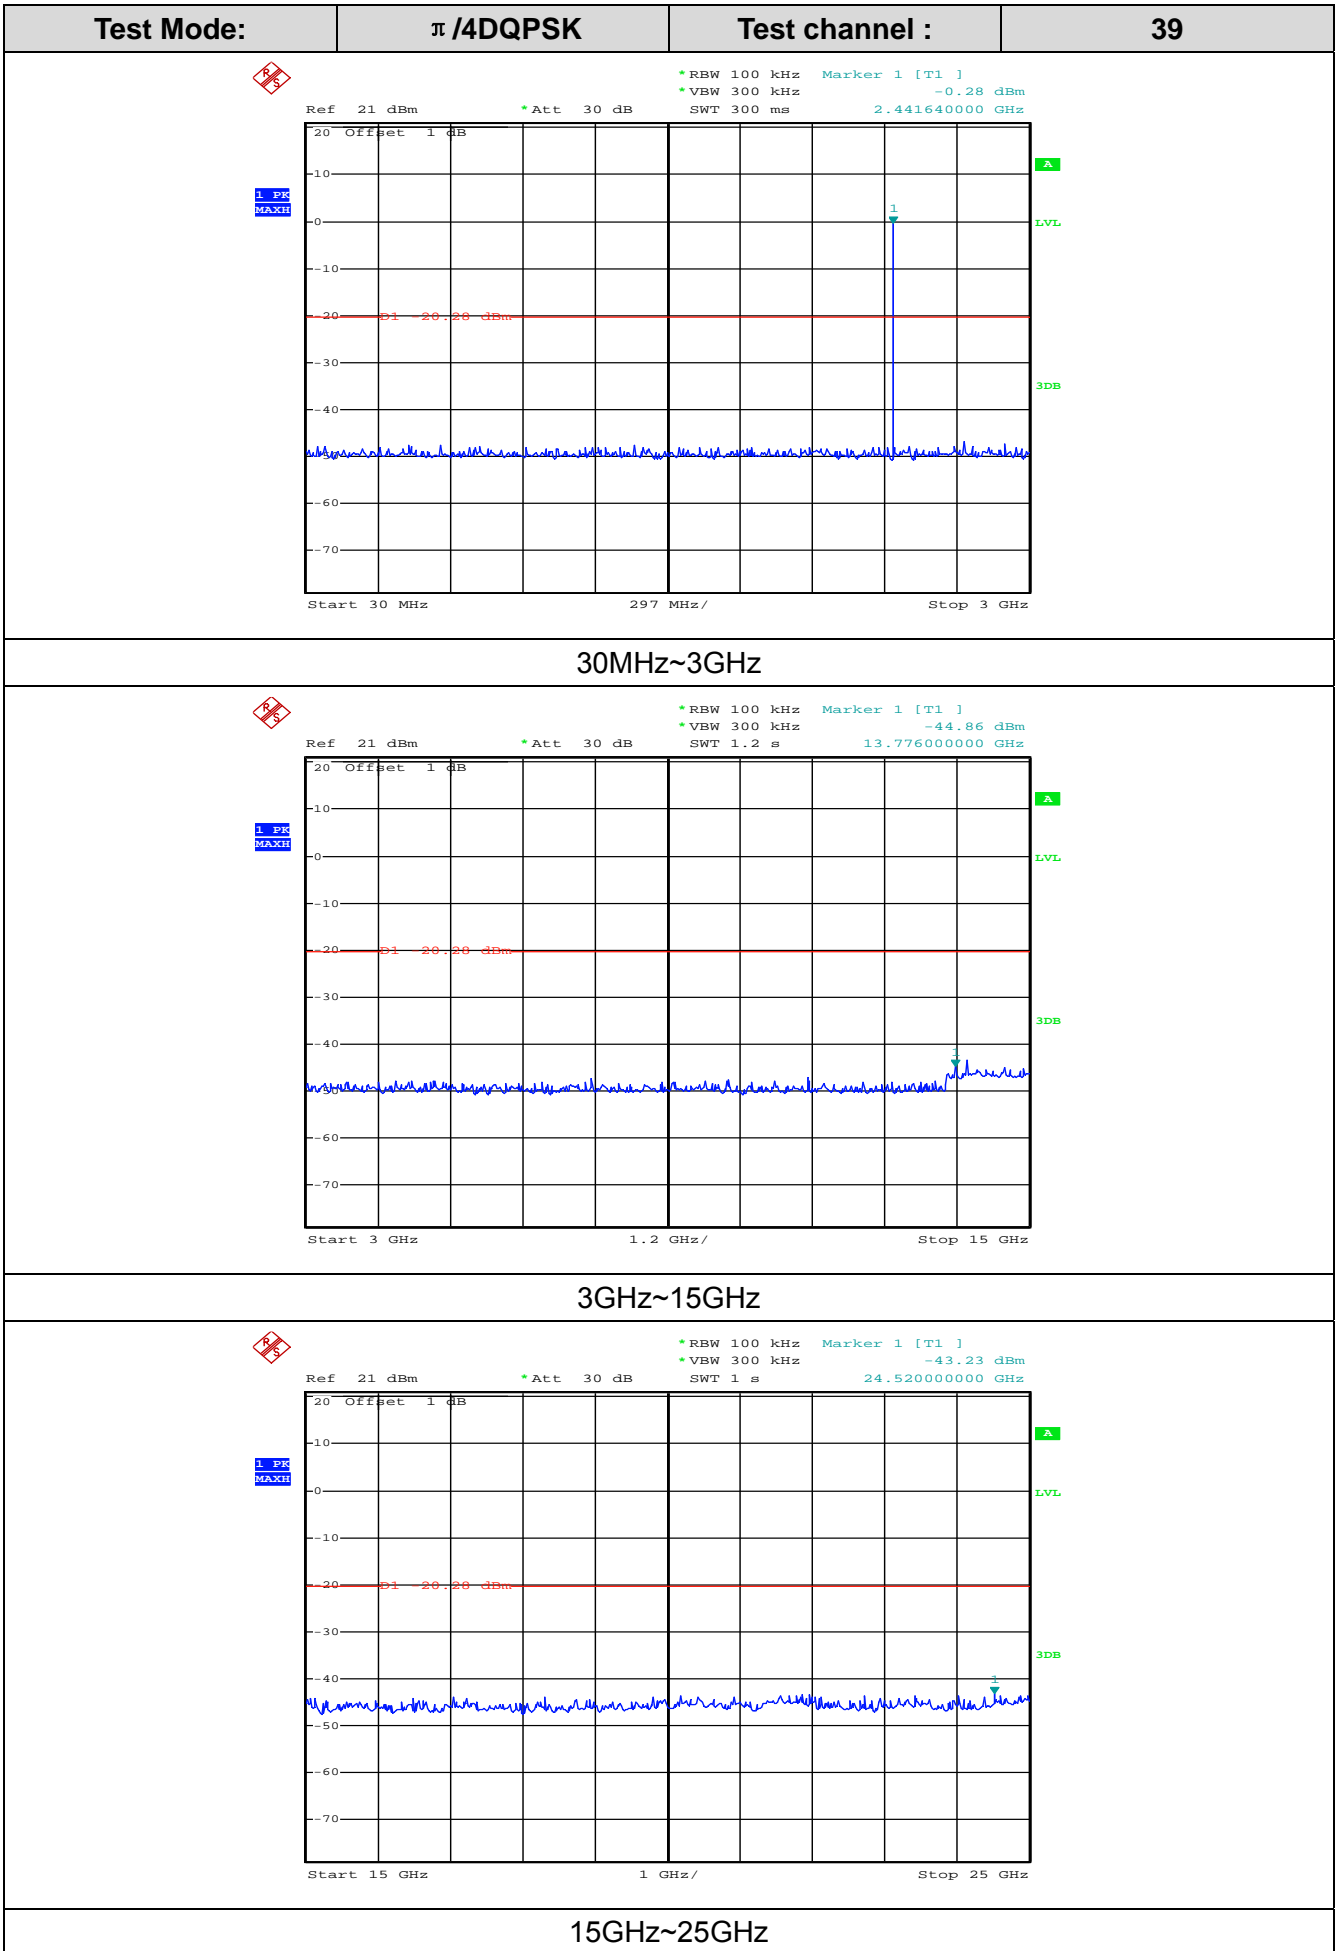 Test Mode: π/4DQPSK Test channel : 39
R S
*RBW 100 kHz Marker 1 [T1 ]
*VBW 300 kHz -0.28 dBm
Ref 21 dBm *Att 30 dB SWT 300 ms 2.441640000 GHz
20 Offset 1 dB
A
10
1 PK
MAXH
1
0
LVL
-10
-20 D1 -20.28 dBm
-30
3DB
-40
-50
-60
-70
Start 30 MHz 297 MHz/ Stop 3 GHz
30MHz~3GHz
R S
*RBW 100 kHz Marker 1 [T1 ]
*VBW 300 kHz -44.86 dBm
Ref 21 dBm *Att 30 dB SWT 1.2 s 13.776000000 GHz
20 Offset 1 dB
A
10
1 PK
MAXH
0
LVL
-10
-20 D1 -20.28 dBm
-30
3DB
-40
1
-50
-60
-70
Start 3 GHz 1.2 GHz/ Stop 15 GHz
3GHz~15GHz
R S
*RBW 100 kHz Marker 1 [T1 ]
*VBW 300 kHz -43.23 dBm
Ref 21 dBm *Att 30 dB SWT 1 s 24.520000000 GHz
20 Offset 1 dB
A
10
1 PK
MAXH
0
LVL
-10
-20 D1 -20.28 dBm
-30
3DB
-40
1
-50
-60
-70
Start 15 GHz 1 GHz/ Stop 25 GHz
15GHz~25GHz